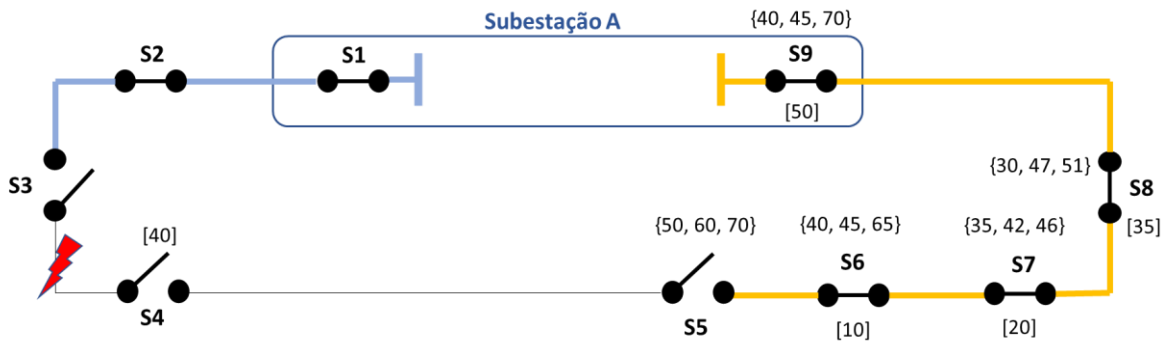 Subestação A
{40, 45, 70}
S2
S1
S9
[50]
S3
{30, 47, 51}
S8
[35]
[40]
{50, 60, 70}
{40, 45, 65}
{35, 42, 46}
S6
S7
S4
S5
[10]
[20]